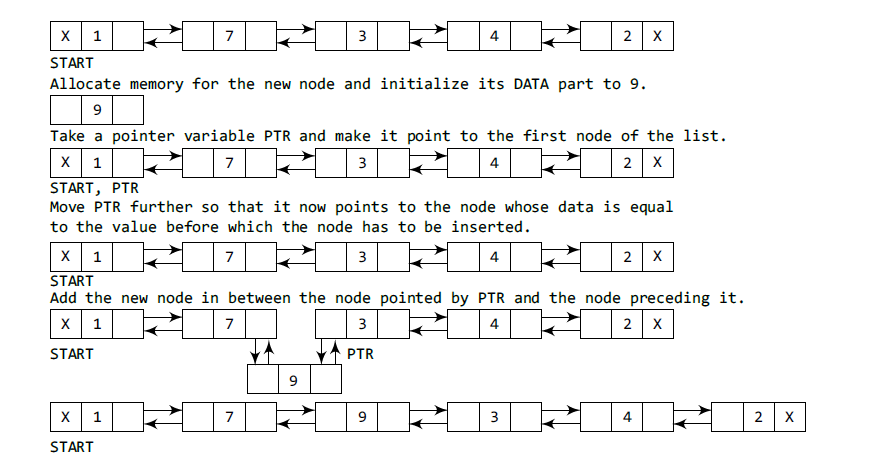 X 1 7 3 4 2 X
START
Allocate memory for the new node and initialize its DATA part to 9.
9
Take a pointer variable PTR and make it point to the first node of the list.
X 1 7 3 4 2 X
START, PTR
Move PTR further so that it now points to the node whose data is equal
to the value before which the node has to be inserted.
X 1 7 3 4 2 X
START
Add the new node in between the node pointed by PTR and the node preceding it.
X 1 7 3 4 2 X
START PTR
9
X 1 7 9 3 4 2 X
START